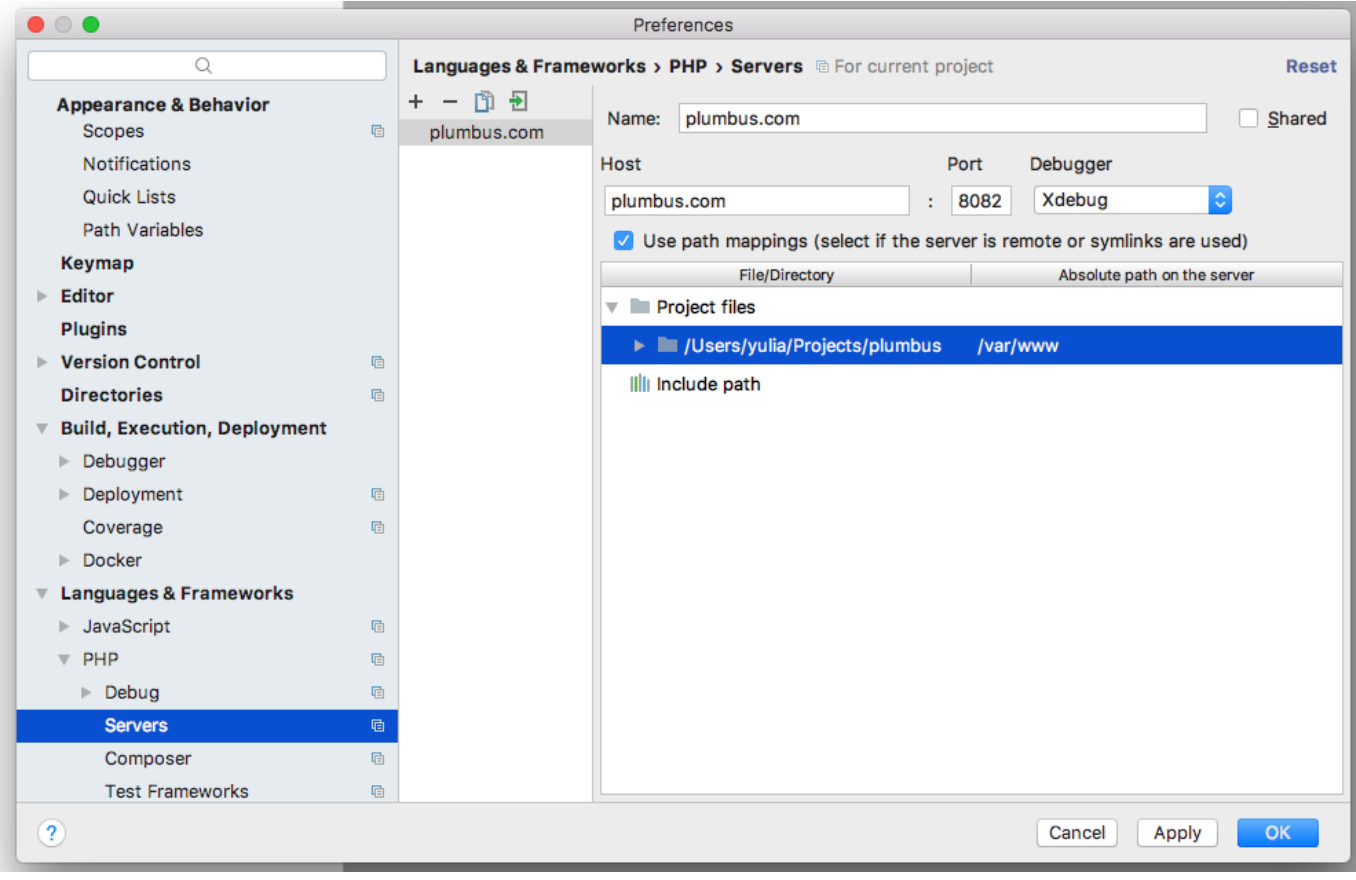 Preferences
Languages & Frameworks › PHP › Servers For current project Reset
Appearance & Behavior
Scopes
Notifications
Quick Lists
Path Variables
Keymap
Editor
Plugins
Version Control
Directories
Build, Execution, Deployment
Debugger
Deployment
Coverage
Docker
Languages & Frameworks
JavaScript
PHP
Debug
Servers
Composer
Test Frameworks
plumbus.com
Name: plumbus.com Shared
Host Port Debugger
plumbus.com : 8082 Xdebug
Use path mappings (select if the server is remote or symlinks are used)
File/Directory Absolute path on the server
Project files
/Users/yulia/Projects/plumbus /var/www
Include path
? Cancel Apply OK